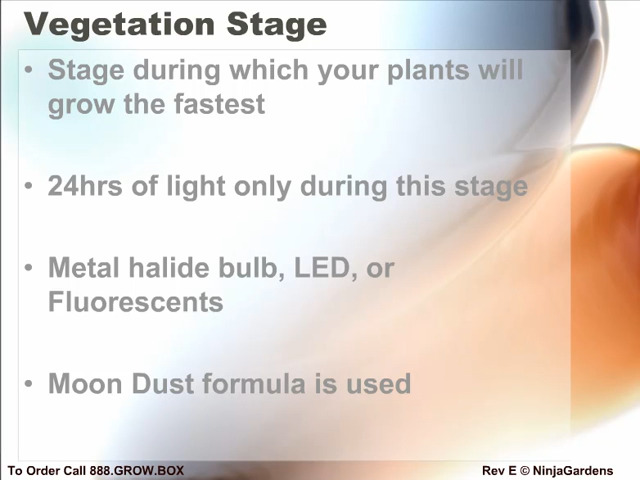 Vegetation Stage
• Stage during which your plants will
grow the fastest
• 24hrs of light only during this stage
• Metal halide bulb, LED, or
Fluorescents
• Moon Dust formula is used
To Order Call 888.GROW.BOX
Rev E © NinjaGardens